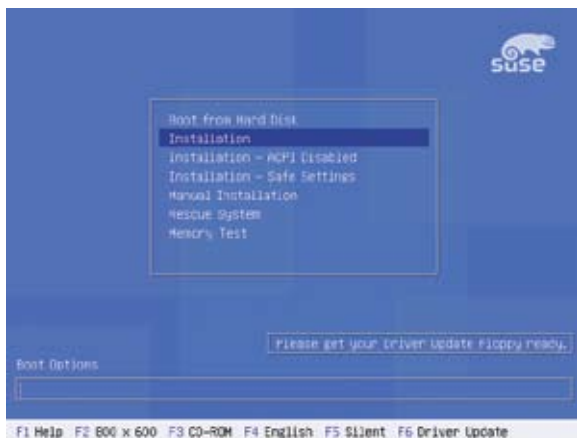 suse
Boot from Hard Disk
Installation
Installation - ACPI Disabled
Installation - Safe Settings
Manual Installation
Rescue System
Memory Test
Please get your Driver Update Floppy ready.
Boot Options
F1 Help F2 800 x 600 F3 CD-ROM F4 English F5 Silent F6 Driver Update